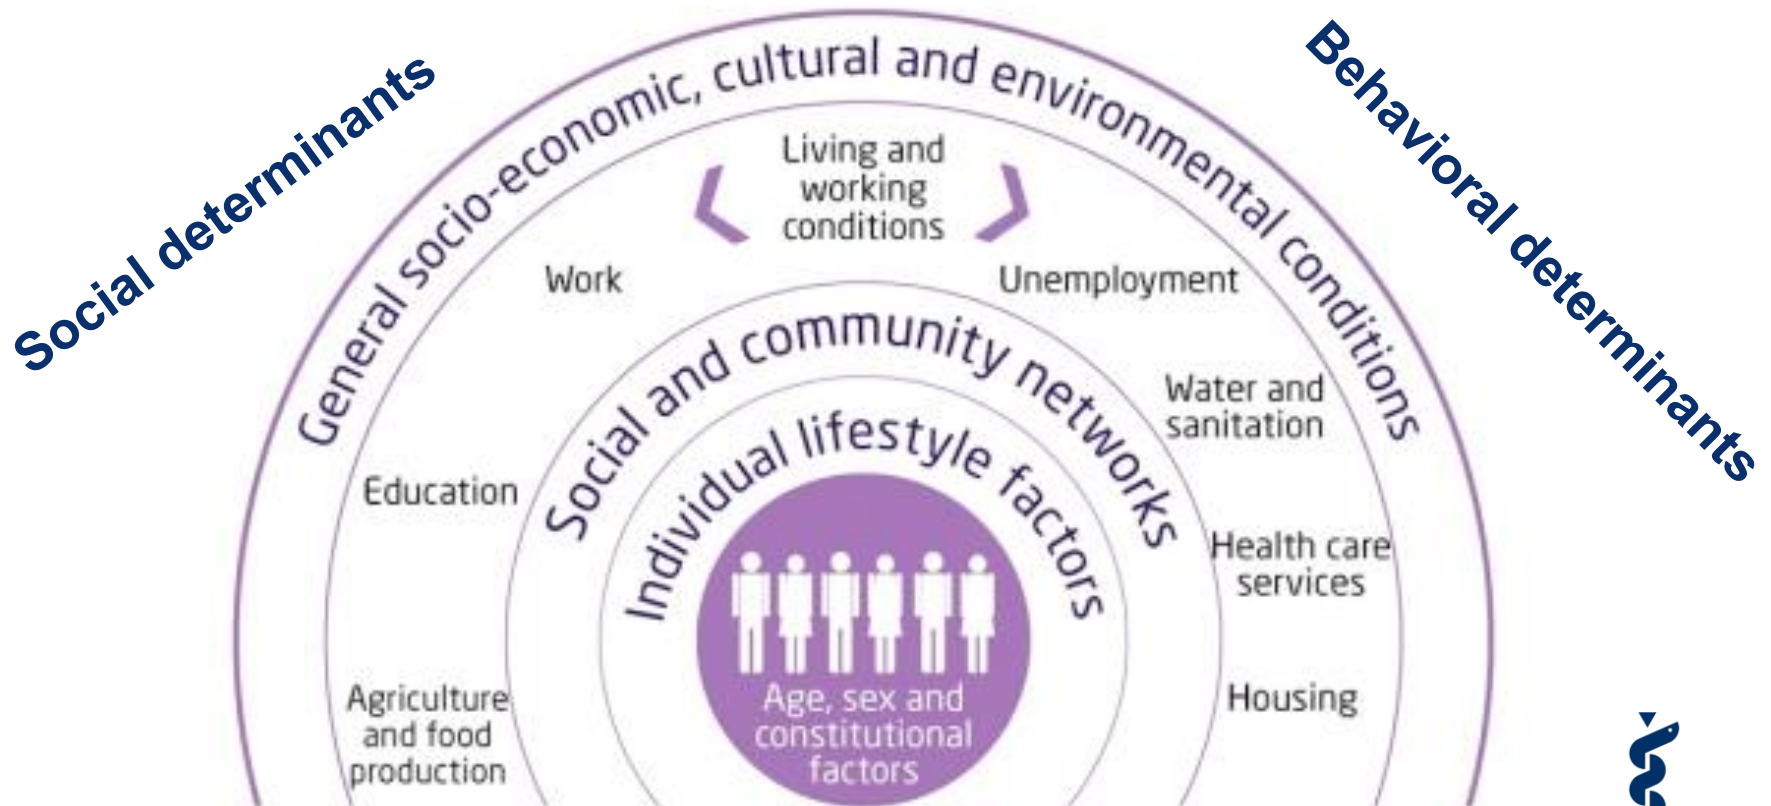 Social determinants
Behavioral determinants
General socio-economic, cultural and environmental conditions
Living and
working
conditions
Work
Unemployment
Social and community networks
Water and
sanitation
Individual lifestyle factors
Education
Health care
services
Agriculture
and food
production
Housing
Age, sex and
constitutional
factors